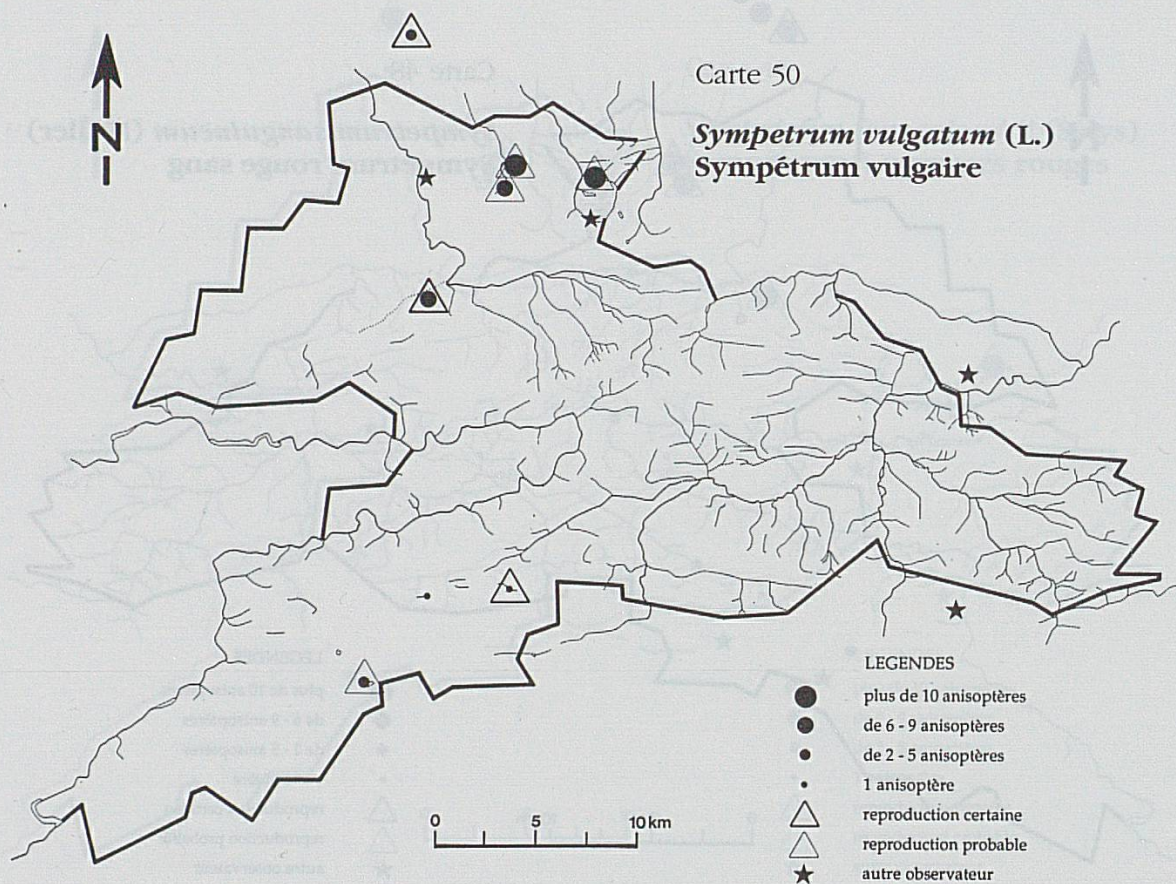 N
Carte 50
Sympetrum vulgatum (L.)
Sympétrum vulgaire
LEGENDES
plus de 10 anisoptères
de 6 - 9 anisoptères
de 2 - 5 anisoptères
1 anisoptère
reproduction certaine
reproduction probable
autre observateur
0 5 10 km